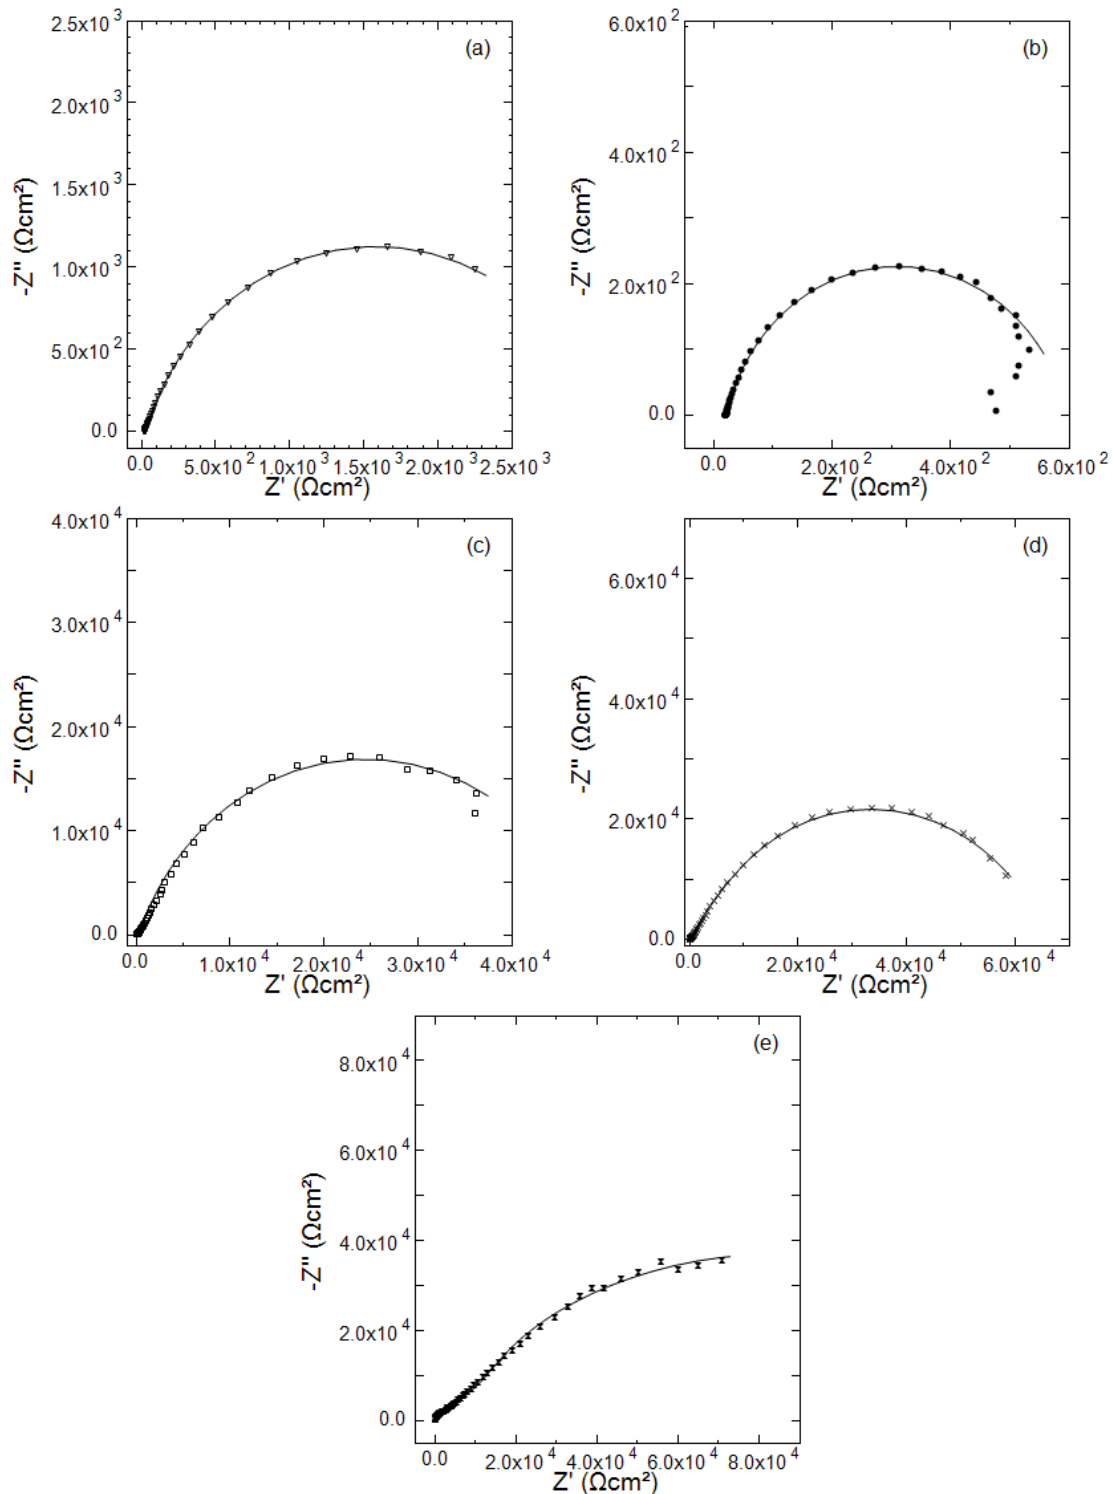 (a)
-Z'' (Ωcm²)
2.5x10³
2.0x10³
1.5x10³
1.0x10³
5.0x10²
0.0
0.0 5.0x10² 1.0x10³ 1.5x10³ 2.0x10³ 2.5x10³
Z' (Ωcm²)
(b)
-Z'' (Ωcm²)
6.0x10²
4.0x10²
2.0x10²
0.0
0.0 2.0x10² 4.0x10² 6.0x10²
Z' (Ωcm²)
(c)
-Z'' (Ωcm²)
4.0x10⁴
3.0x10⁴
2.0x10⁴
1.0x10⁴
0.0
0.0 1.0x10⁴ 2.0x10⁴ 3.0x10⁴ 4.0x10⁴
Z' (Ωcm²)
(d)
-Z'' (Ωcm²)
6.0x10⁴
4.0x10⁴
2.0x10⁴
0.0
0.0 2.0x10⁴ 4.0x10⁴ 6.0x10⁴
Z' (Ωcm²)
(e)
-Z'' (Ωcm²)
8.0x10⁴
6.0x10⁴
4.0x10⁴
2.0x10⁴
0.0
0.0 2.0x10⁴ 4.0x10⁴ 6.0x10⁴ 8.0x10⁴
Z' (Ωcm²)